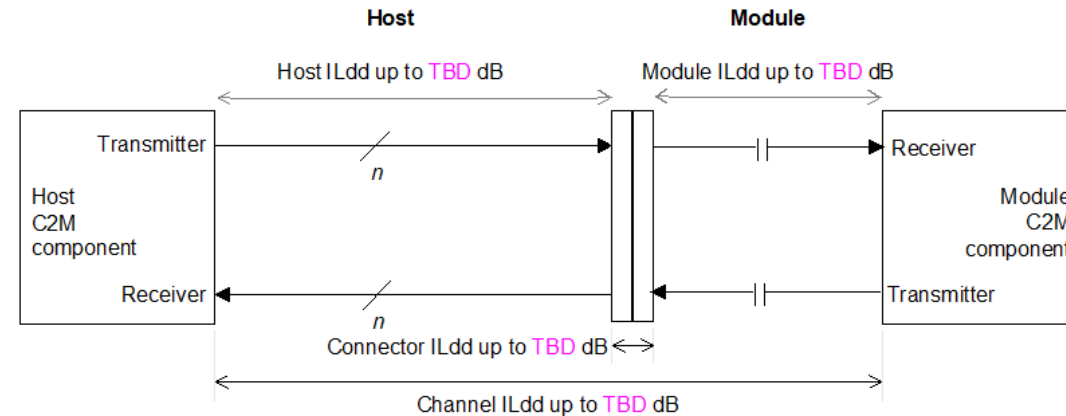 Host
Module
Host ILdd up to TBD dB
Module ILdd up to TBD dB
Transmitter
Receiver
n
Host
C2M
component
Module
C2M
component
Receiver
Transmitter
n
Connector ILdd up to TBD dB
Channel ILdd up to TBD dB